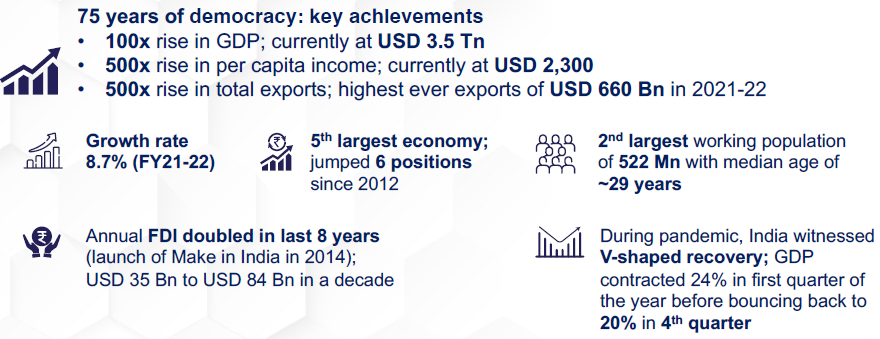 75 years of democracy: key achlevements
• 100x rise in GDP; currently at USD 3.5 Tn
• 500x rise in per capita income; currently at USD 2,300
• 500x rise in total exports; highest ever exports of USD 660 Bn in 2021-22
Growth rate
8.7% (FY21-22)
5th largest economy;
jumped 6 positions
since 2012
2nd largest working population
of 522 Mn with median age of
~29 years
Annual FDI doubled in last 8 years
(launch of Make in India in 2014);
USD 35 Bn to USD 84 Bn in a decade
During pandemic, India witnessed
V-shaped recovery; GDP
contracted 24% in first quarter of
the year before bouncing back to
20% in 4th quarter